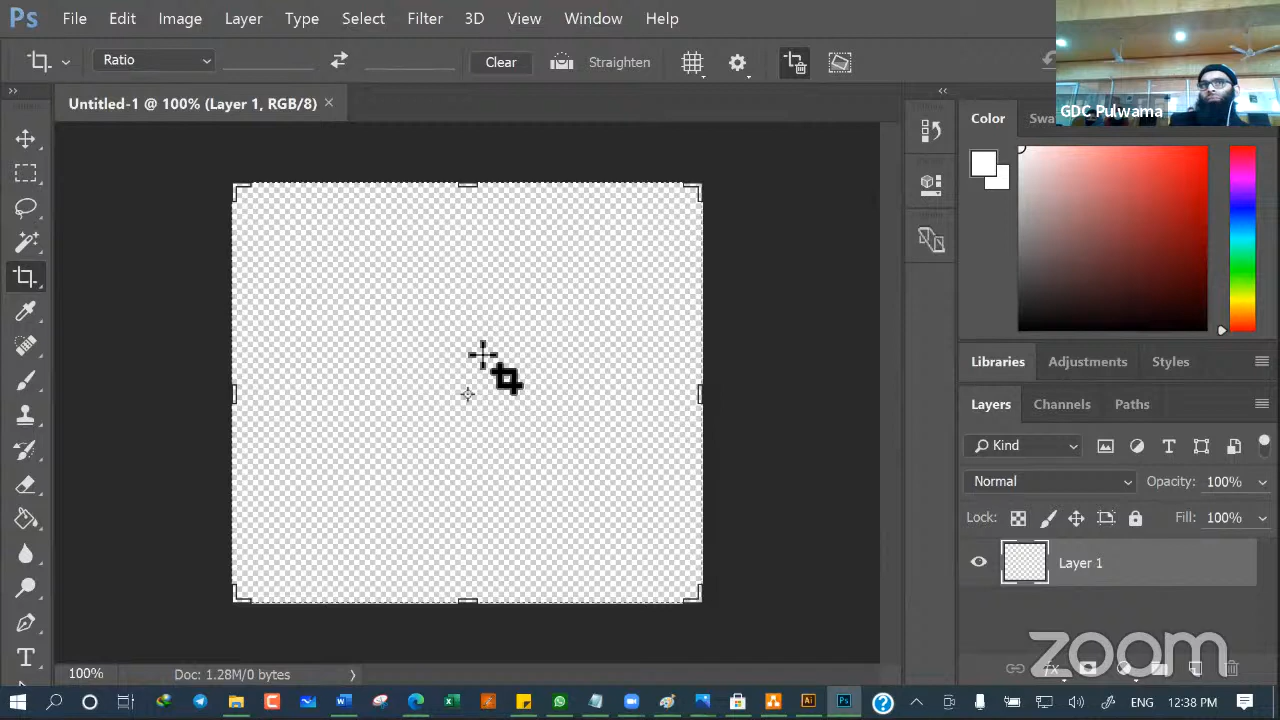 Ps File Edit Image Layer Type Select Filter 3D View Window Help
Ratio Clear Straighten
Untitled-1 @ 100% (Layer 1, RGB/8) ×
GDC Pulwama
Color
Libraries Adjustments Styles
Layers Channels Paths
Kind
Normal Opacity: 100%
Lock: Fill: 100%
Layer 1
zoom
100% Doc: 1.28M/0 bytes
ENG 12:38 PM